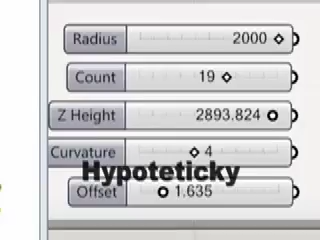 Radius 2000
Count 19
Z Height 2893.824
Curvature 4
Hypoteticky
Offset 1.635